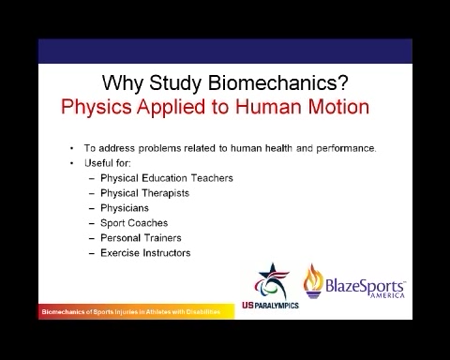 Why Study Biomechanics?
Physics Applied to Human Motion
• To address problems related to human health and performance.
• Useful for:
– Physical Education Teachers
– Physical Therapists
– Physicians
– Sport Coaches
– Personal Trainers
– Exercise Instructors
US PARALYMPICS
BlazeSports
AMERICA
Biomechanics of Sports Injuries in Athletes with Disabilities